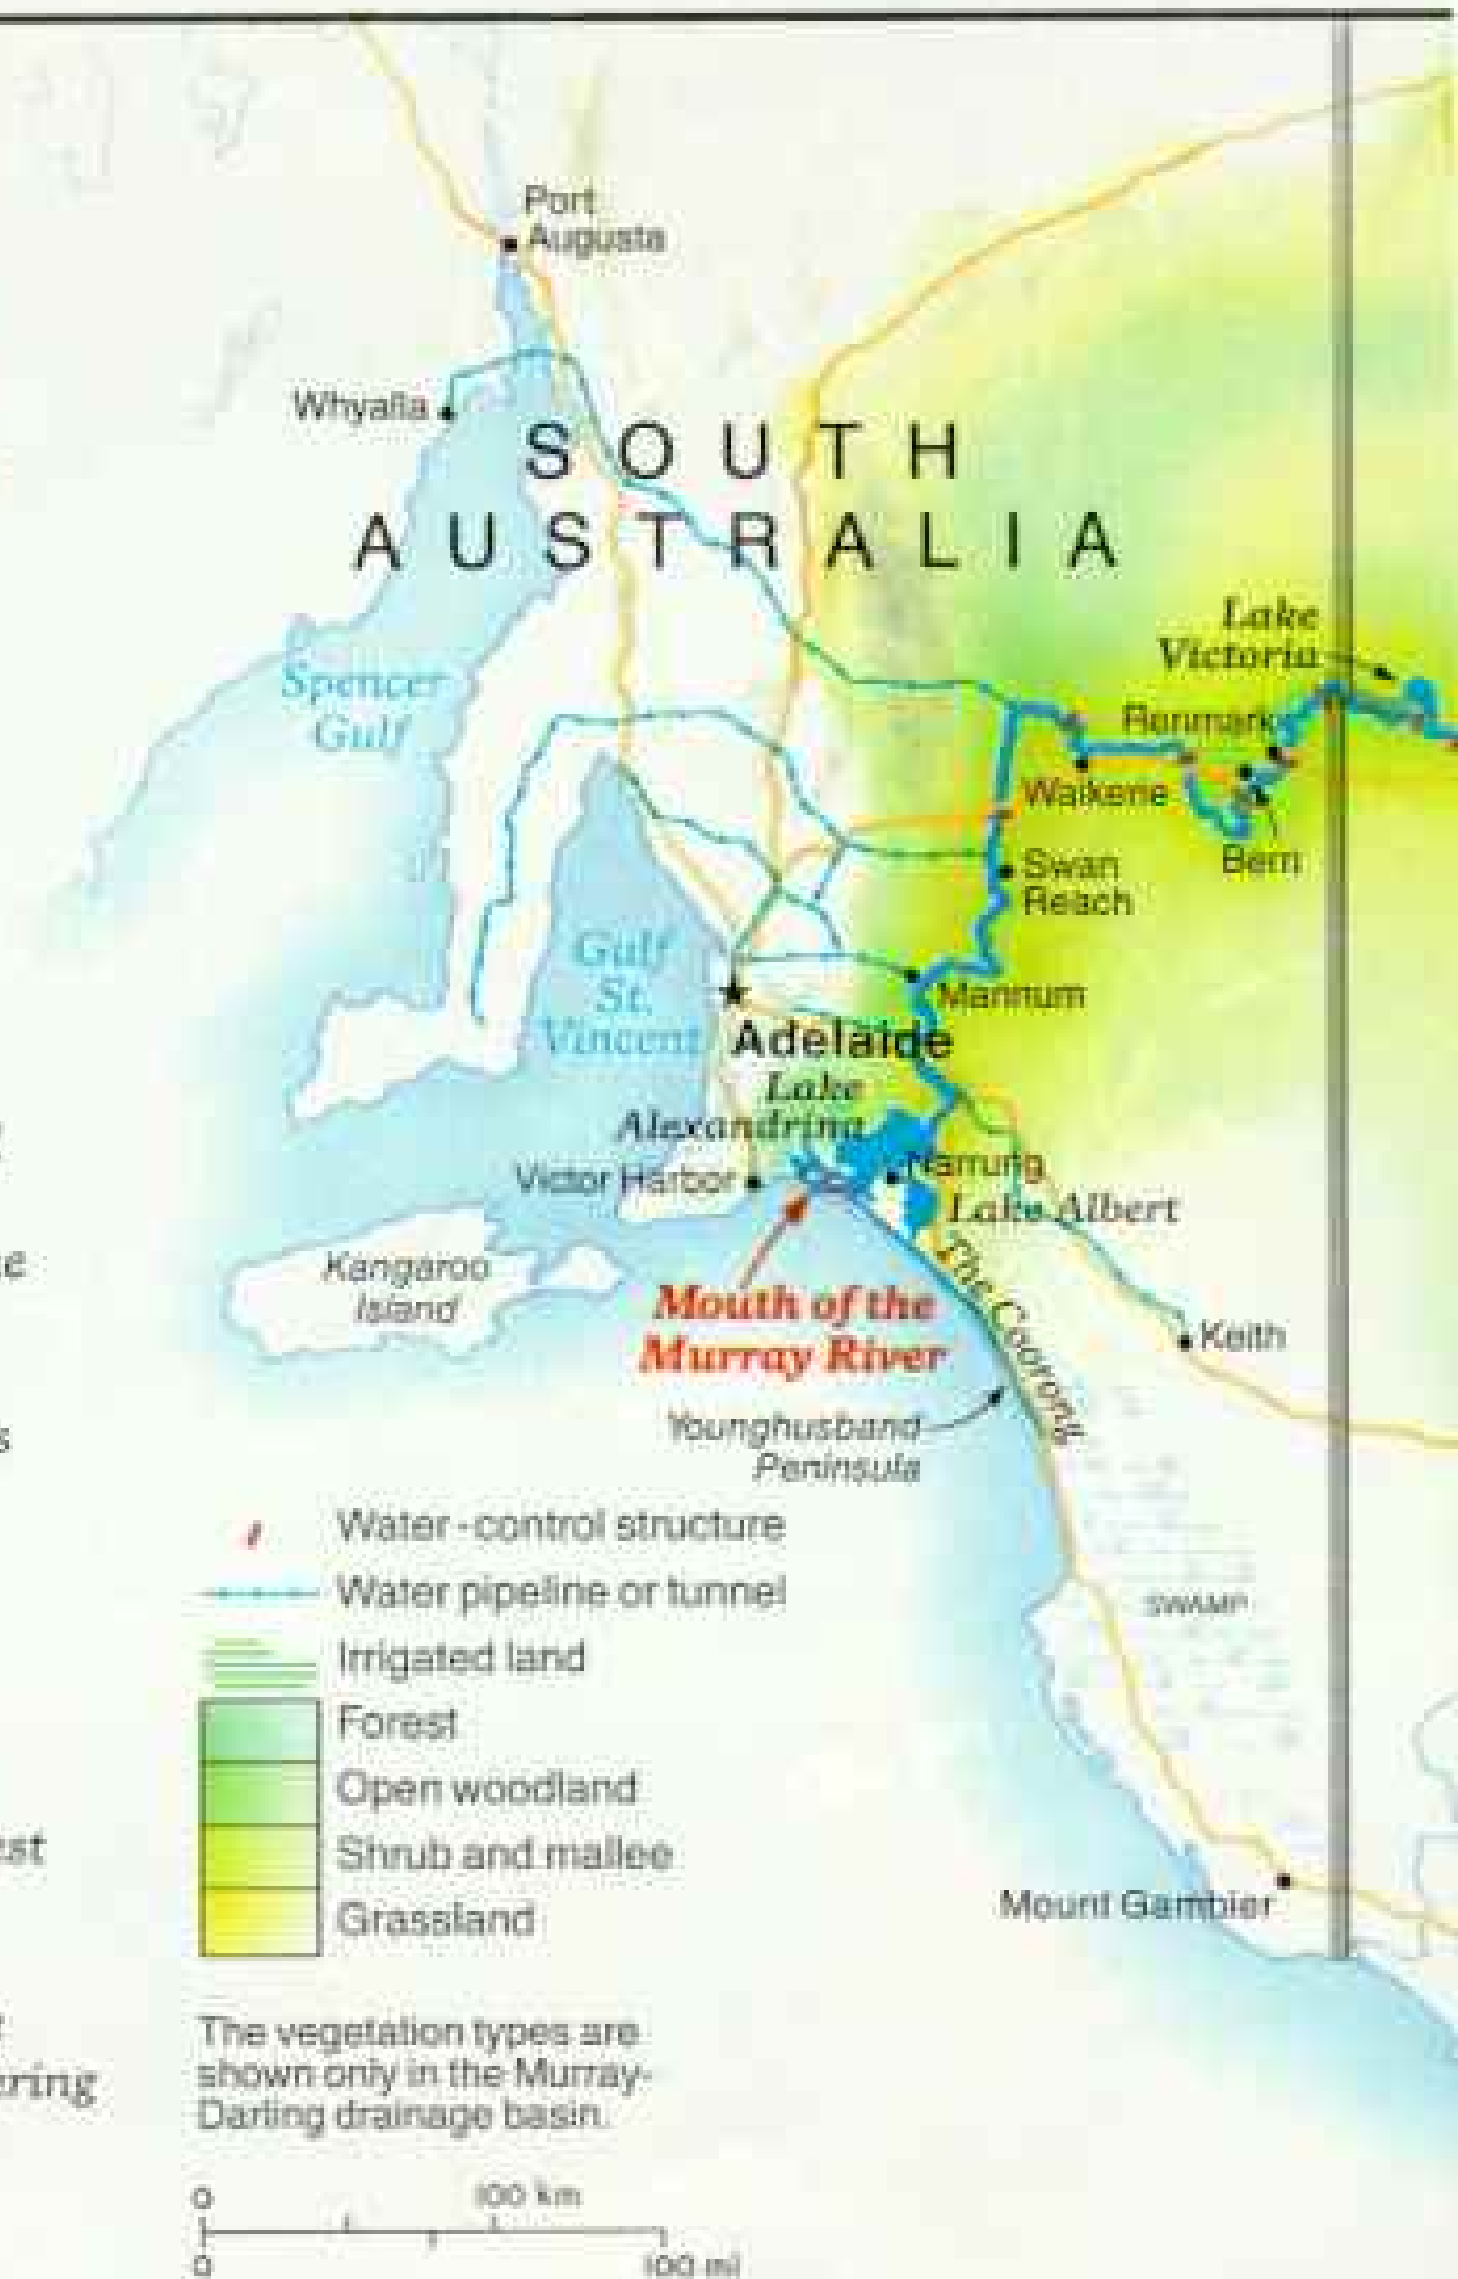 Port
Augusta
Whyalla
SOUTH
AUSTRALIA
Lake
Victoria
Spencer
Gulf
Renmark
Waikerie
Berri
Swan
Reach
Gulf
St.
Vincent
Mannum
Adelaide
Lake
Alexandrina
Narrung
Victor Harbor
Lake Albert
Kangaroo
Island
The Coorong
Mouth of the
Murray River
Keith
Younghusband
Peninsula
Water-control structure
Water pipeline or tunnel
SWAMP
Irrigated land
Forest
Open woodland
Shrub and mallee
Grassland
Mount Gambier
The vegetation types are
shown only in the Murray-
Darling drainage basin.
0 100 km
0 100 mi